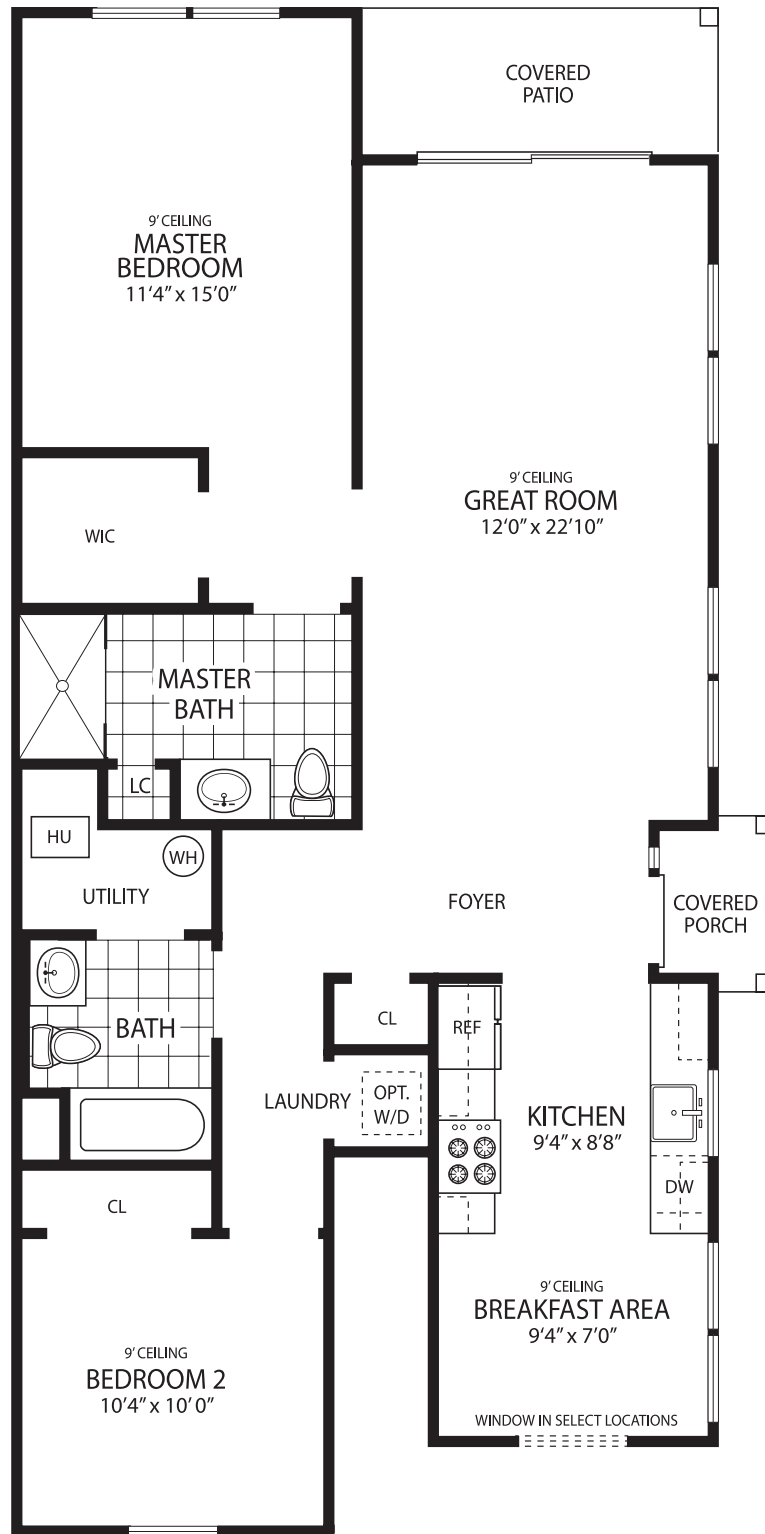 COVERED
PATIO
9' CEILING
MASTER
BEDROOM
11'4" x 15'0"
9' CEILING
GREAT ROOM
12'0" x 22'10"
WIC
MASTER
BATH
LC
HU
WH
UTILITY
FOYER
COVERED
PORCH
CL
REF
BATH
LAUNDRY
OPT.
W/D
KITCHEN
9'4" x 8'8"
DW
CL
9' CEILING
BREAKFAST AREA
9'4" x 7'0"
9' CEILING
BEDROOM 2
10'4" x 10' 0"
WINDOW IN SELECT LOCATIONS